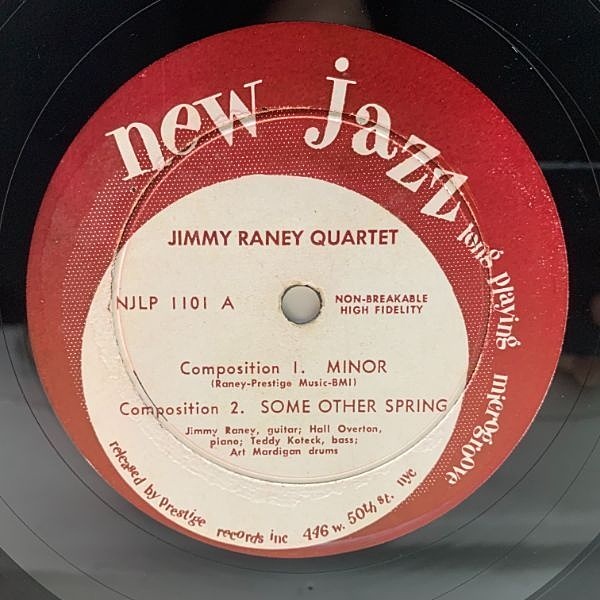 new jazz
long playing microgroove
JIMMY RANEY QUARTET
NJLP 1101 A
NON-BREAKABLE
HIGH FIDELITY
Composition 1. MINOR
(Raney-Prestige Music-BMI)
Composition 2. SOME OTHER SPRING
Jimmy Raney, guitar; Hall Overton,
piano; Teddy Koteck, bass;
Art Mardigan drums
released by prestige records inc 446 w. 50th st. nyc